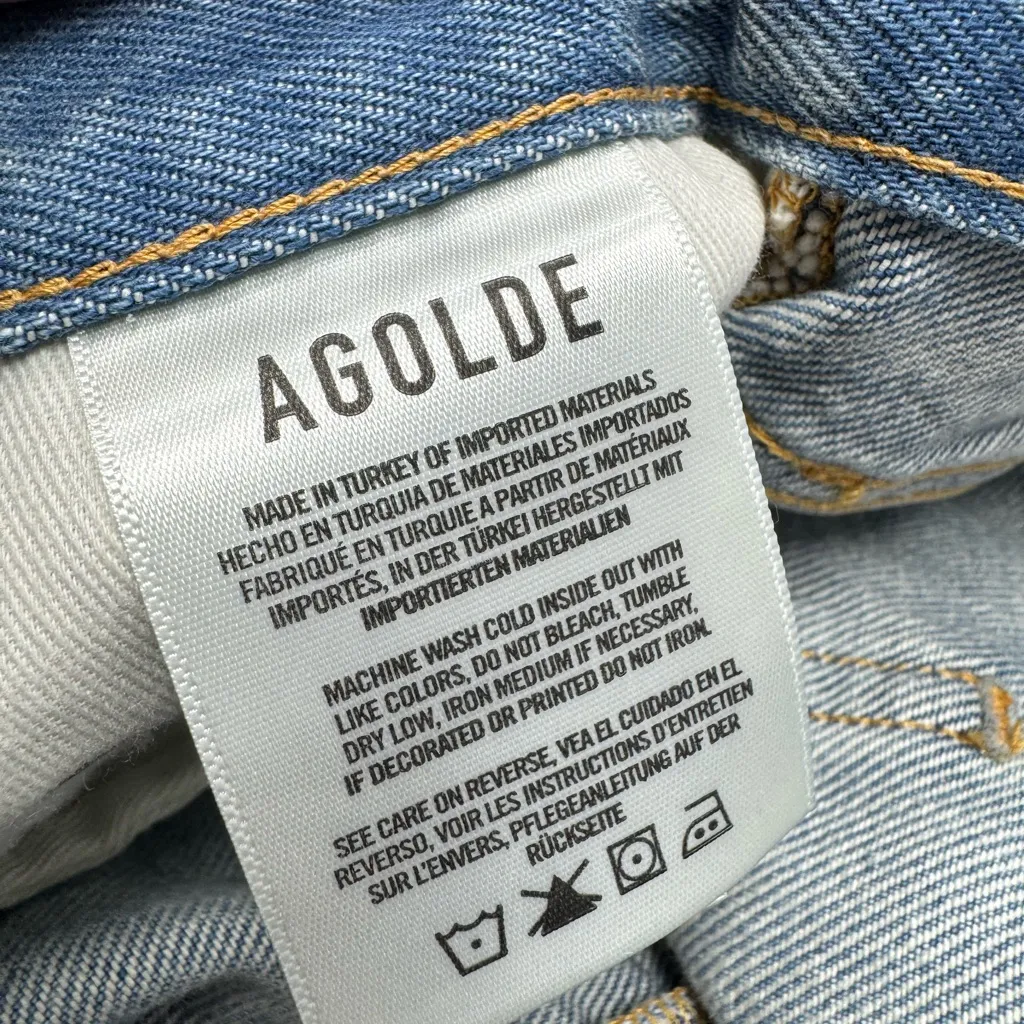 AGOLDE
MADE IN TURKEY OF IMPORTED MATERIALS
HECHO EN TURQUIA DE MATERIALES IMPORTADOS
FABRIQUÉ EN TURQUIE A PARTIR DE MATÉRIAUX
IMPORTÉS, IN DER TÜRKEI HERGESTELLT MIT
IMPORTIERTEN MATERIALIEN
MACHINE WASH COLD INSIDE OUT WITH
LIKE COLORS, DO NOT BLEACH, TUMBLE
DRY LOW, IRON MEDIUM IF NECESSARY,
IF DECORATED OR PRINTED DO NOT IRON.
SEE CARE ON REVERSE, VEA EL CUIDADO EN EL
REVERSO, VOIR LES INSTRUCTIONS D'ENTRETIEN
SUR L'ENVERS, PFLEGEANLEITUNG AUF DER
RÜCKSEITE